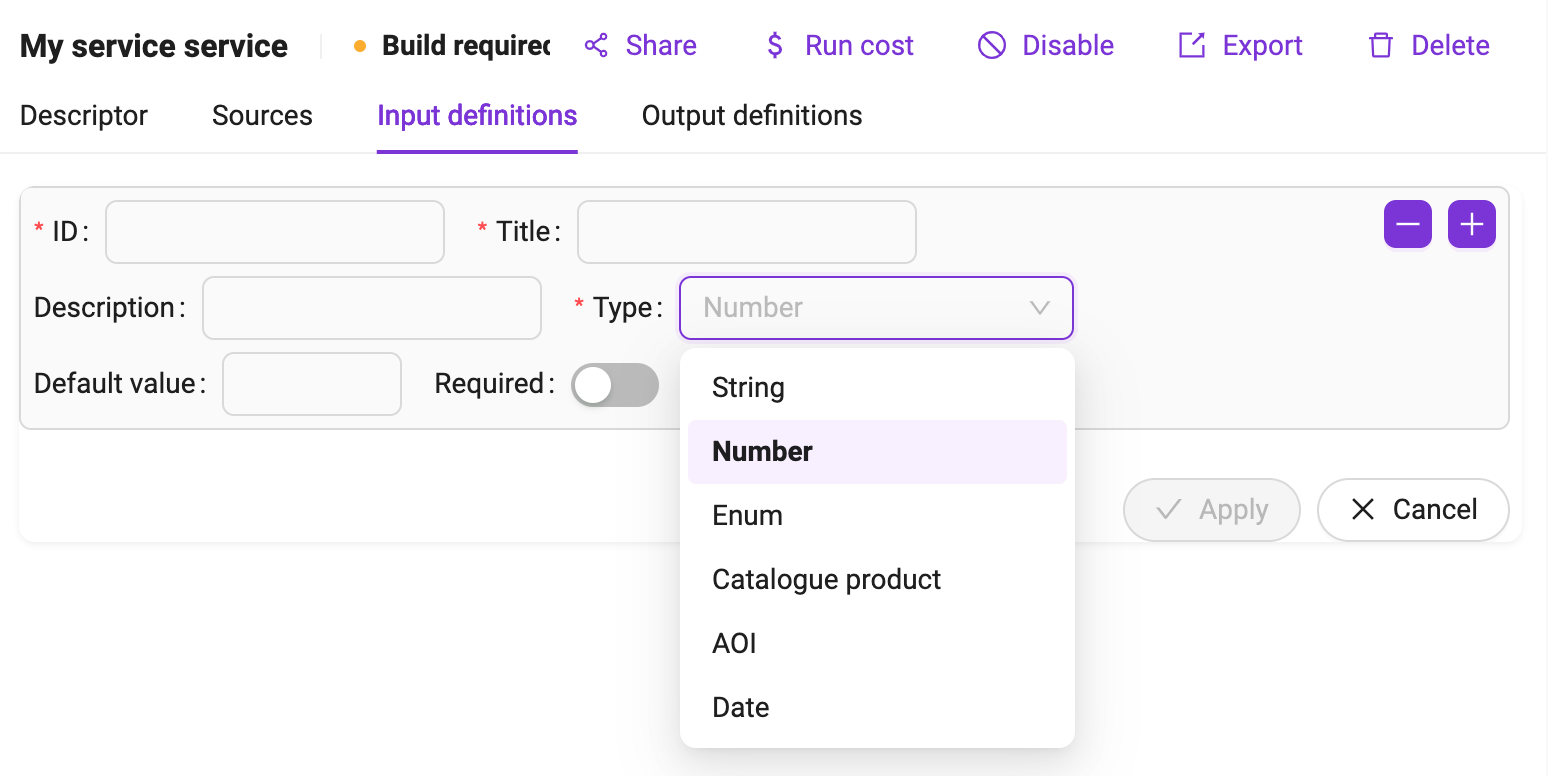 My service service Build required Share $ Run cost Disable Export Delete
Descriptor Sources Input definitions Output definitions
* ID: * Title:
Description: * Type: Number
Default value: Required:
String
Number
Enum
Catalogue product
AOI
Date
Apply Cancel